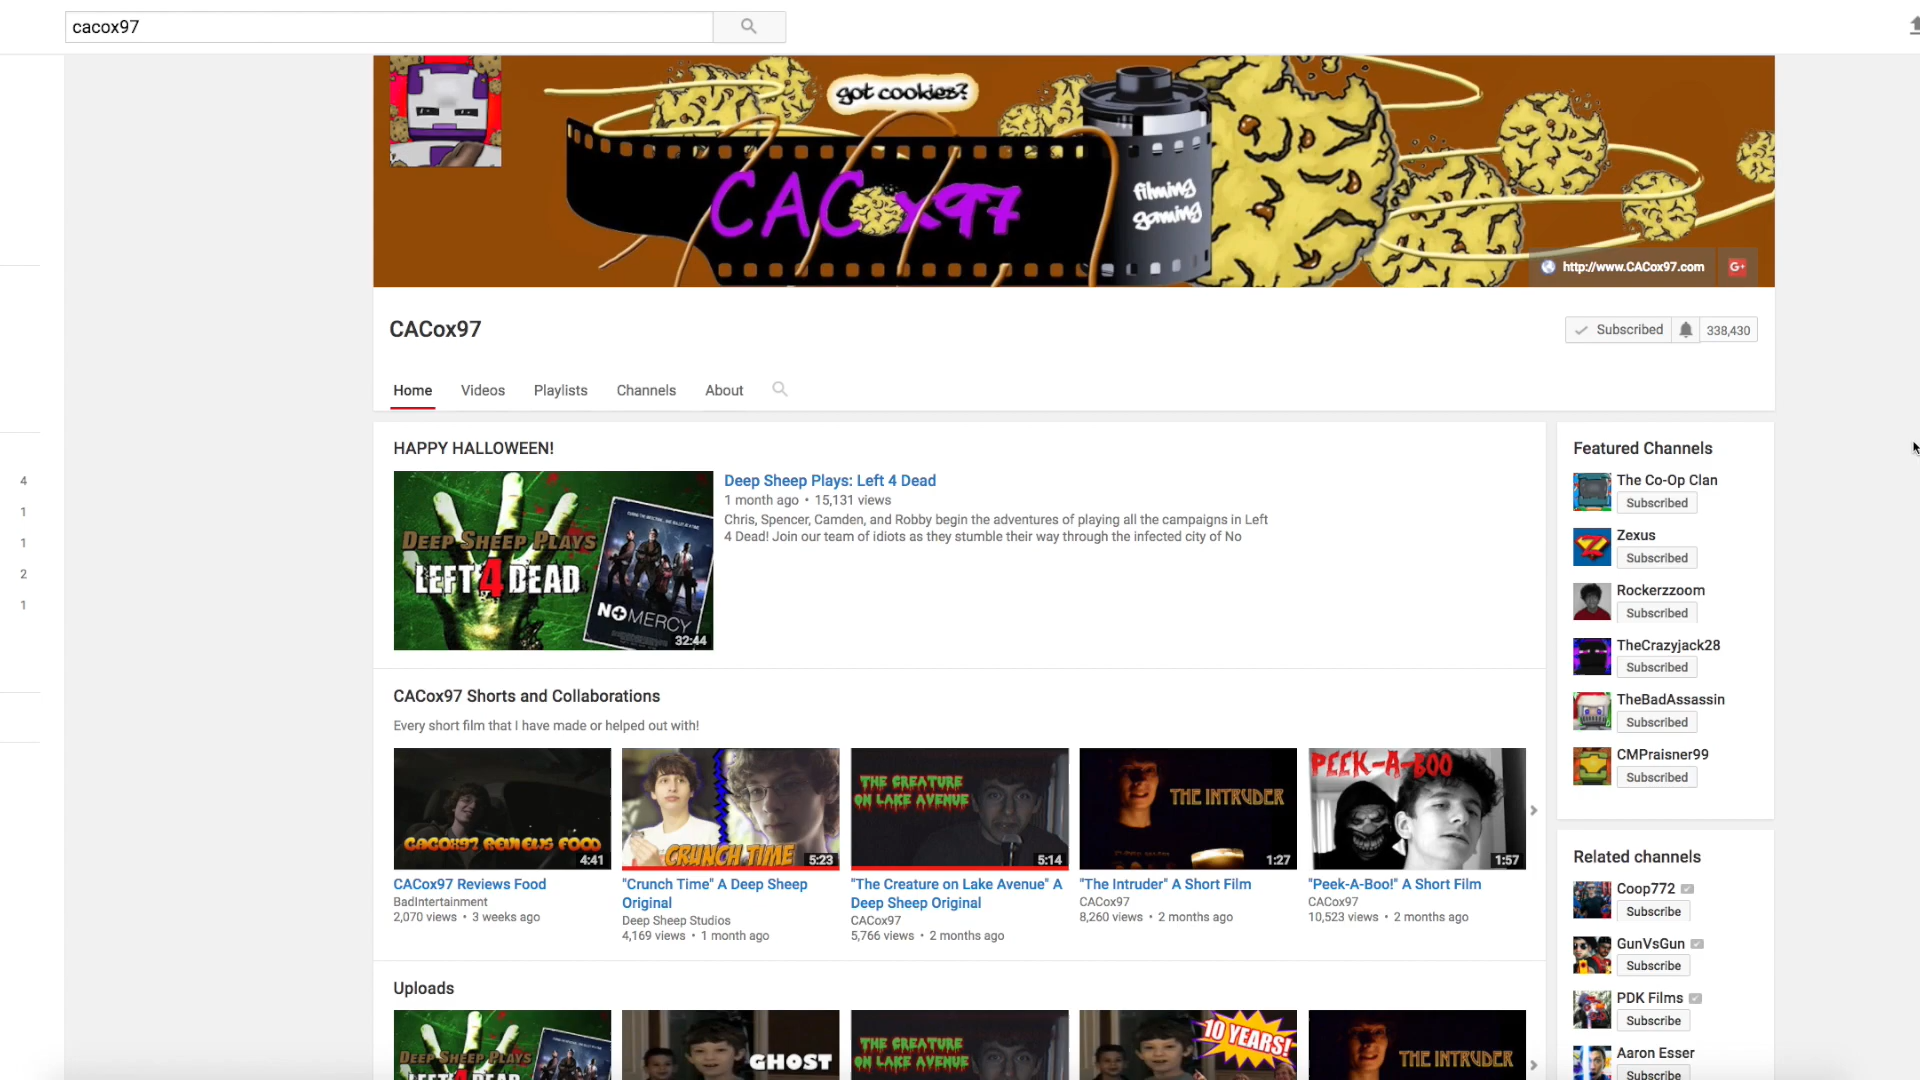 cacox97
got cookies?
CACox97
filming
gaming
http://www.CACox97.com
G+
CACox97
Subscribed
338,430
Home
Videos
Playlists
Channels
About
4
1
1
2
1
HAPPY HALLOWEEN!
DEEP SHEEP PLAYS
LEFT 4 DEAD
NO MERCY
32:44
Deep Sheep Plays: Left 4 Dead
1 month ago • 15,131 views
Chris, Spencer, Camden, and Robby begin the adventures of playing all the campaigns in Left
4 Dead! Join our team of idiots as they stumble their way through the infected city of No
CACox97 Shorts and Collaborations
Every short film that I have made or helped out with!
CACOX97 REVIEWS FOOD
4:41
CACox97 Reviews Food
BadIntertainment
2,070 views • 3 weeks ago
CRUNCH TIME
5:23
"Crunch Time" A Deep Sheep
Original
Deep Sheep Studios
4,169 views • 1 month ago
THE CREATURE
ON LAKE AVENUE
5:14
"The Creature on Lake Avenue" A
Deep Sheep Original
CACox97
5,766 views • 2 months ago
THE INTRUDER
1:27
"The Intruder" A Short Film
CACox97
8,260 views • 2 months ago
PEEK-A-BOO
1:57
"Peek-A-Boo!" A Short Film
CACox97
10,523 views • 2 months ago
Uploads
DEEP SHEEP PLAYS
LEFT 4 DEAD
GHOST
THE CREATURE
ON LAKE AVENUE
10 YEARS!
THE INTRUDER
Featured Channels
The Co-Op Clan
Subscribed
Zexus
Subscribed
Rockerzzoom
Subscribed
TheCrazyjack28
Subscribed
TheBadAssassin
Subscribed
CMPraisner99
Subscribed
Related channels
Coop772
Subscribe
GunVsGun
Subscribe
PDK Films
Subscribe
Aaron Esser
Subscribe